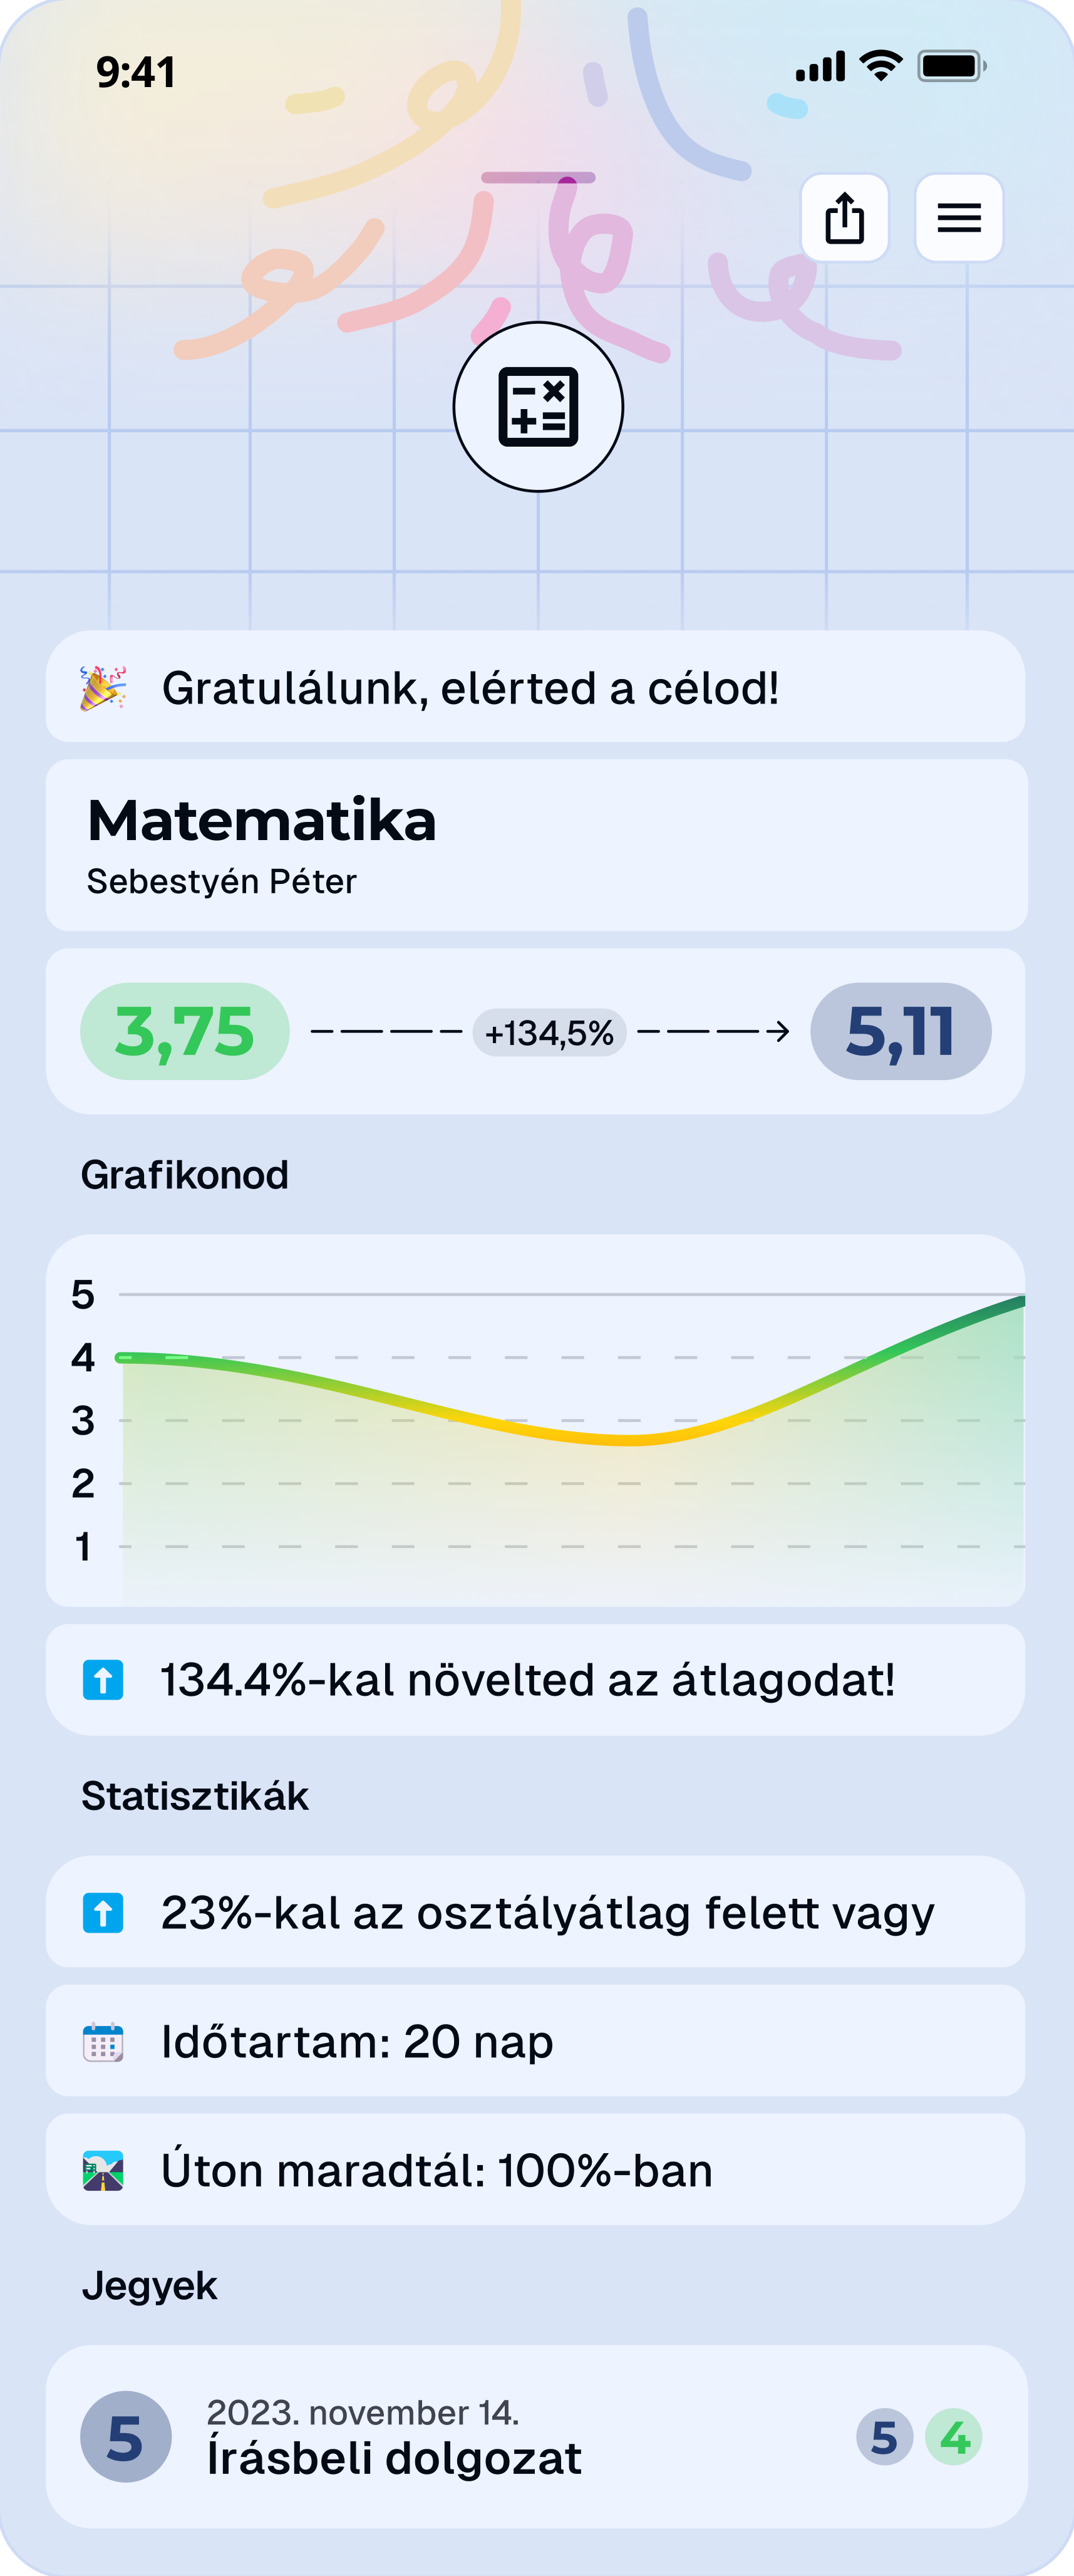 9:41
Gratulálunk, elérted a célod!
Matematika
Sebestyén Péter
3,75 +134,5% 5,11
Grafikonod
5
4
3
2
1
134.4%-kal növelted az átlagodat!
Statisztikák
23%-kal az osztályátlag felett vagy
Időtartam: 20 nap
Úton maradtál: 100%-ban
Jegyek
2023. november 14.
5 Írásbeli dolgozat 5 4